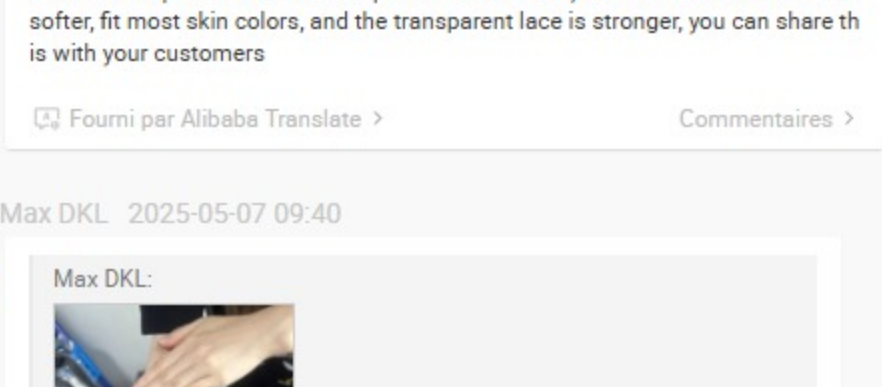 softer, fit most skin colors, and the transparent lace is stronger, you can share th
is with your customers
Fourni par Alibaba Translate >
Commentaires >
Max DKL 2025-05-07 09:40
Max DKL: